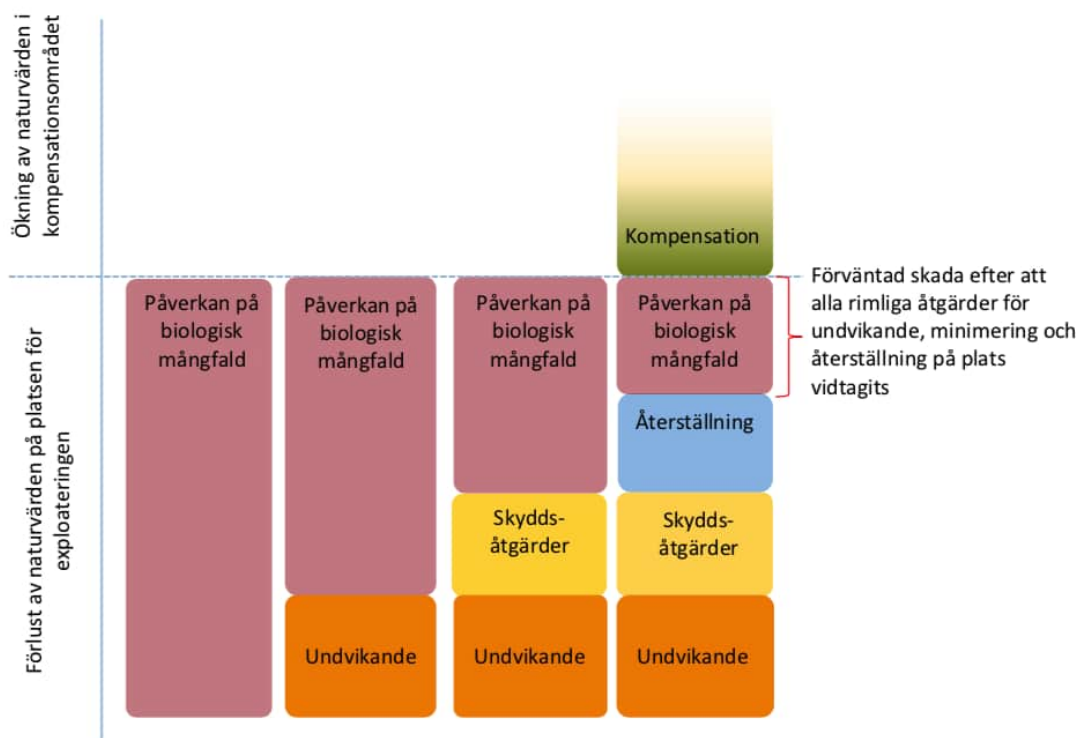 Ökning av naturvärden i
kompensationsområdet
Förlust av naturvärden på platsen för
exploateringen
Påverkan på
biologisk
mångfald
Påverkan på
biologisk
mångfald
Undvikande
Påverkan på
biologisk
mångfald
Skydds-
åtgärder
Undvikande
Kompensation
Påverkan på
biologisk
mångfald
Återställning
Skydds-
åtgärder
Undvikande
Förväntad skada efter att
alla rimliga åtgärder för
undvikande, minimering och
återställning på plats
vidtagits